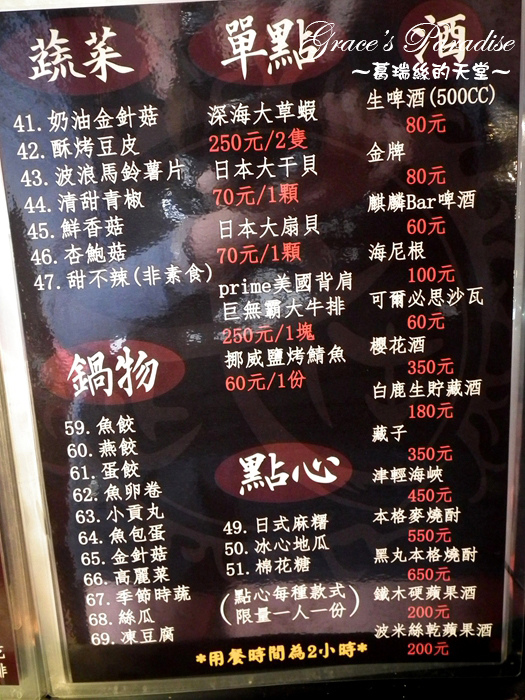 Grace's Paradise
～葛瑞絲的天堂～
蔬菜
41. 奶油金針菇
42. 酥烤豆皮
43. 波浪馬鈴薯片
44. 清甜青椒
45. 鮮香菇
46. 杏鮑菇
47. 甜不辣(非素食)
鍋物
59. 魚餃
60. 燕餃
61. 蛋餃
62. 魚卵卷
63. 小貢丸
64. 魚包蛋
65. 金針菇
66. 高麗菜
67. 季節時蔬
68. 絲瓜
69. 凍豆腐
單點
深海大草蝦
250元/2隻
日本大干貝
70元/1顆
日本大扇貝
70元/1顆
prime美國背肩
巨無霸大牛排
250元/1塊
挪威鹽烤鯖魚
60元/1份
點心
49. 日式麻糬
50. 冰心地瓜
51. 棉花糖
(點心每種款式
限量一人一份)
酒
生啤酒(500CC)
80元
金牌
80元
麒麟Bar啤酒
60元
海尼根
100元
可爾必思沙瓦
60元
櫻花酒
350元
白鹿生貯藏酒
180元
藏子
350元
津輕海峽
450元
本格麥燒酎
550元
黑丸本格燒酎
650元
鐵木硬蘋果酒
200元
波米絲乾蘋果酒
200元
*用餐時間為2小時*